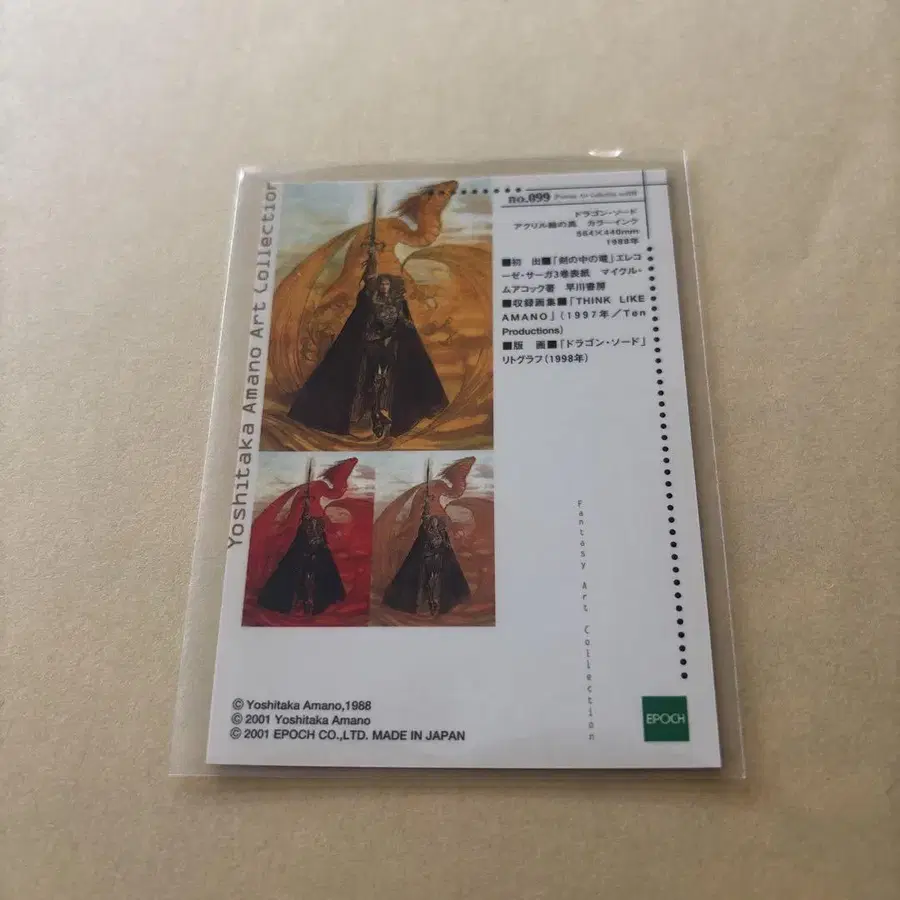 Yoshitaka Amano Art Collection
no.099
ドラゴン・ソード
アクリル絵の具 カラーインク
564×440mm
1988年
■初 出■「剣の中の竜」エレコ
ーゼ・サーガ3巻表紙 マイクル・
ムアコック著 早川書房
■収録画集■「THINK LIKE
AMANO」(1997年/Ten
Productions)
■版 画■「ドラゴン・ソード」
リトグラフ(1998年)
Fantasy Art Collection
© Yoshitaka Amano,1988
© 2001 Yoshitaka Amano
© 2001 EPOCH CO.,LTD. MADE IN JAPAN
EPOCH